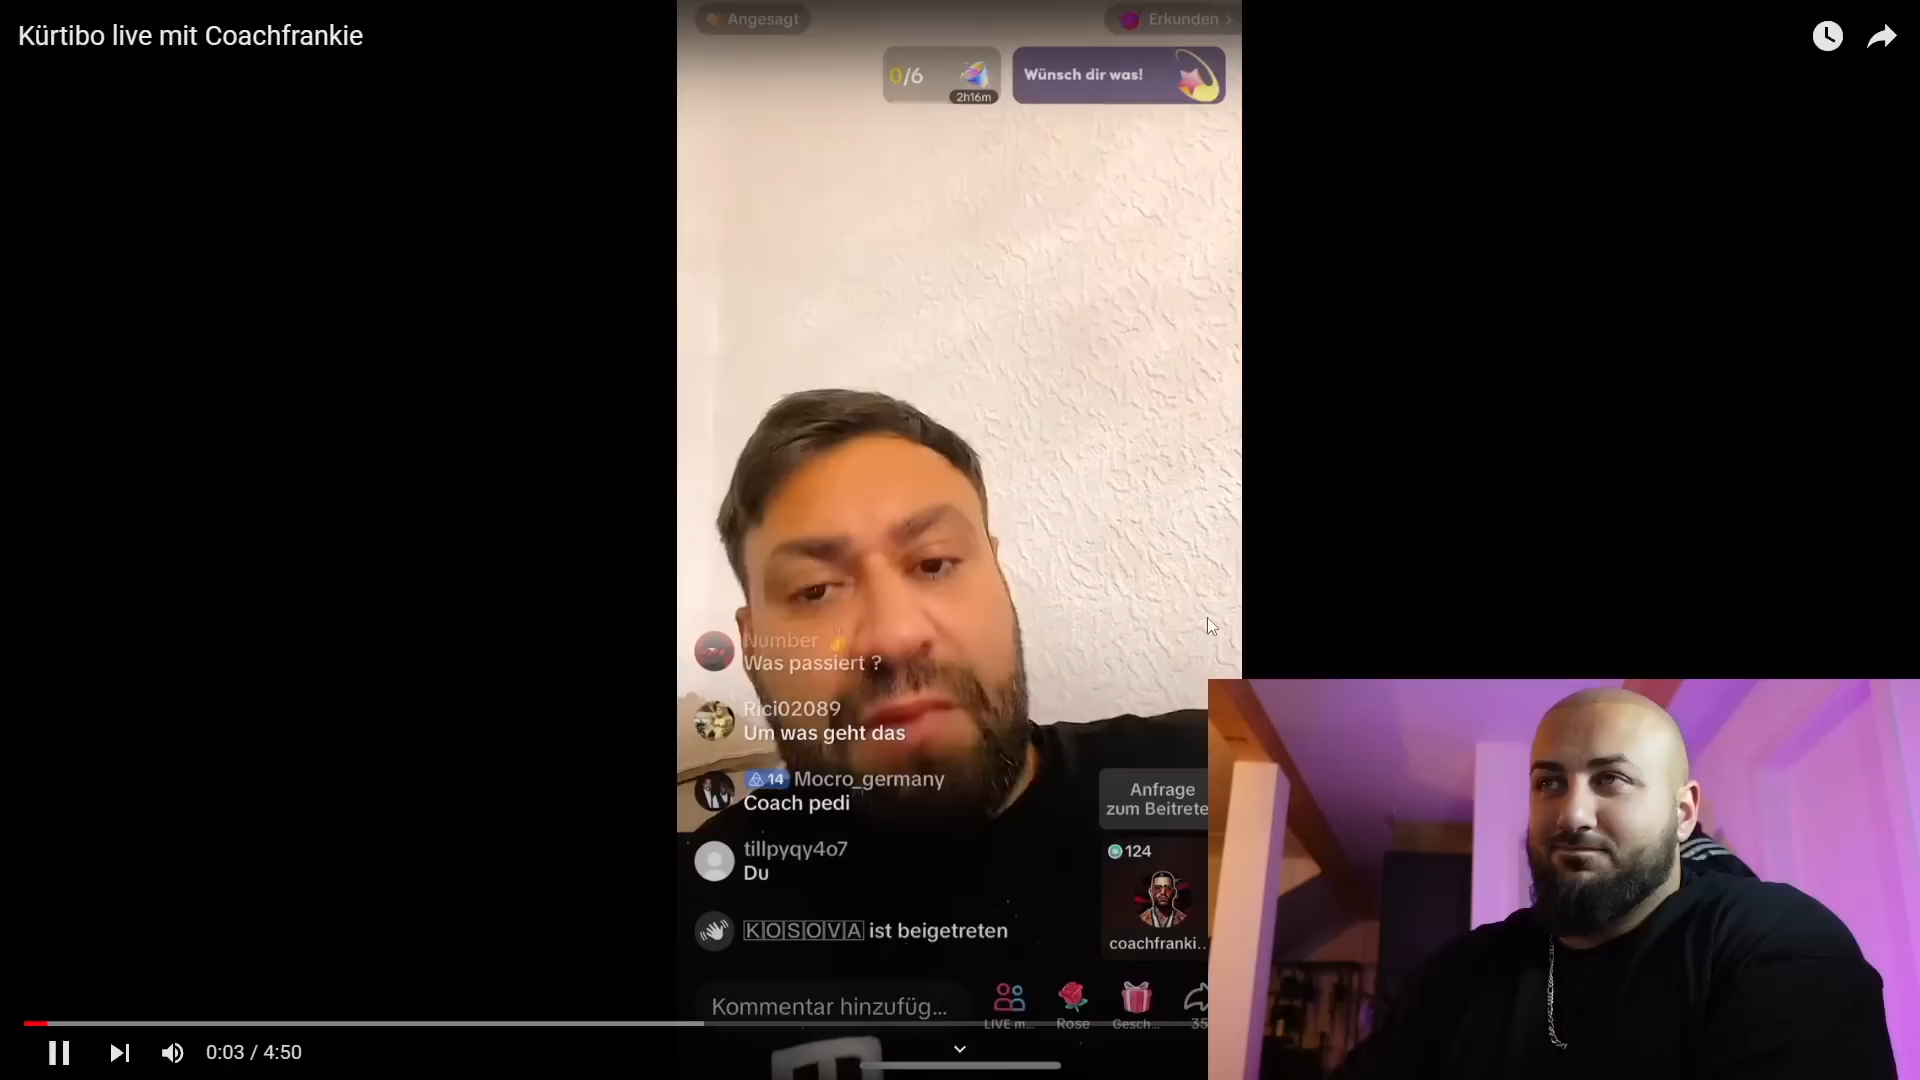 Kürtibo live mit Coachfrankie
Angesagt
Erkunden
0/6
2h16m
Wünsch dir was!
Number
Was passiert ?
Rici02089
Um was geht das
14 Mocro_germany
Coach pedi
tillpyqy4o7
Du
KOSOVA ist beigetreten
Anfrage
zum Beitrete
124
coachfranki..
Kommentar hinzufüg...
LIVE m...
Rose
Gesch...
35
0:03 / 4:50